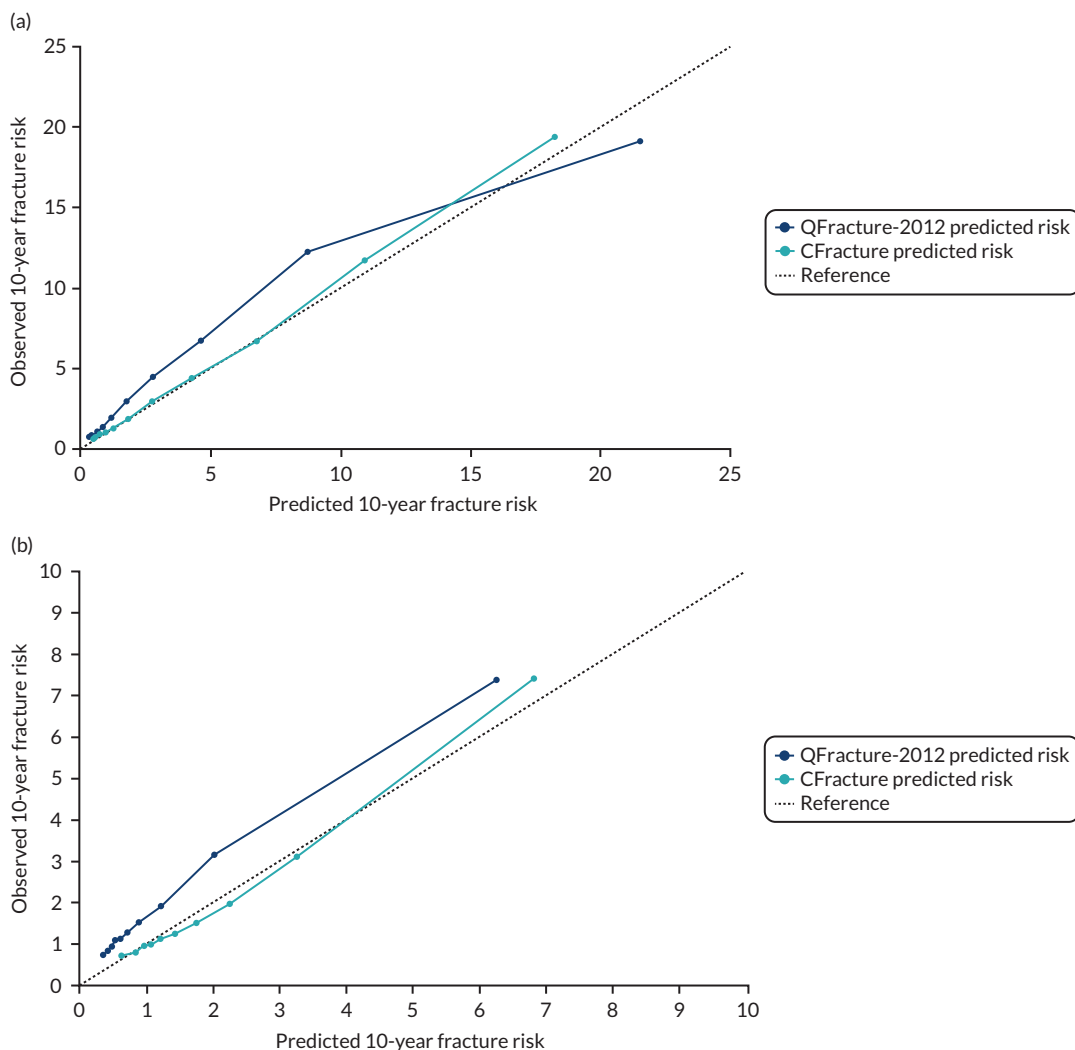 (a)
25
20
15
10
5
0
Observed 10-year fracture risk
0 5 10 15 20 25
Predicted 10-year fracture risk
QFracture-2012 predicted risk
CFracture predicted risk
Reference
(b)
10
9
8
7
6
5
4
3
2
1
0
Observed 10-year fracture risk
0 1 2 3 4 5 6 7 8 9 10
Predicted 10-year fracture risk
QFracture-2012 predicted risk
CFracture predicted risk
Reference